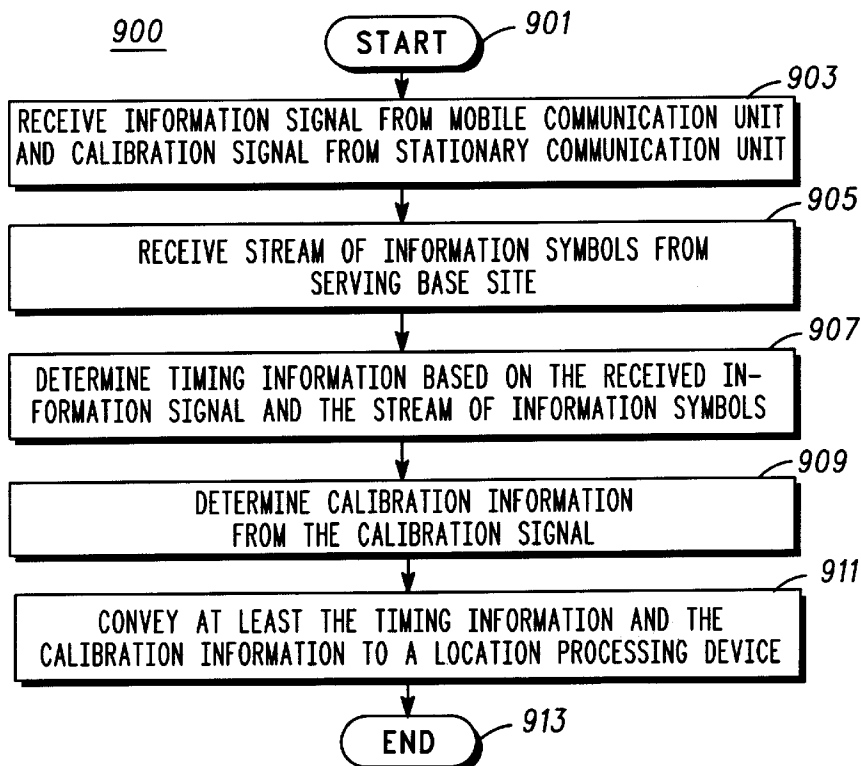 900
START
901
903
RECEIVE INFORMATION SIGNAL FROM MOBILE COMMUNICATION UNIT
AND CALIBRATION SIGNAL FROM STATIONARY COMMUNICATION UNIT
905
RECEIVE STREAM OF INFORMATION SYMBOLS FROM
SERVING BASE SITE
907
DETERMINE TIMING INFORMATION BASED ON THE RECEIVED IN-
FORMATION SIGNAL AND THE STREAM OF INFORMATION SYMBOLS
909
DETERMINE CALIBRATION INFORMATION
FROM THE CALIBRATION SIGNAL
911
CONVEY AT LEAST THE TIMING INFORMATION AND THE
CALIBRATION INFORMATION TO A LOCATION PROCESSING DEVICE
END
913